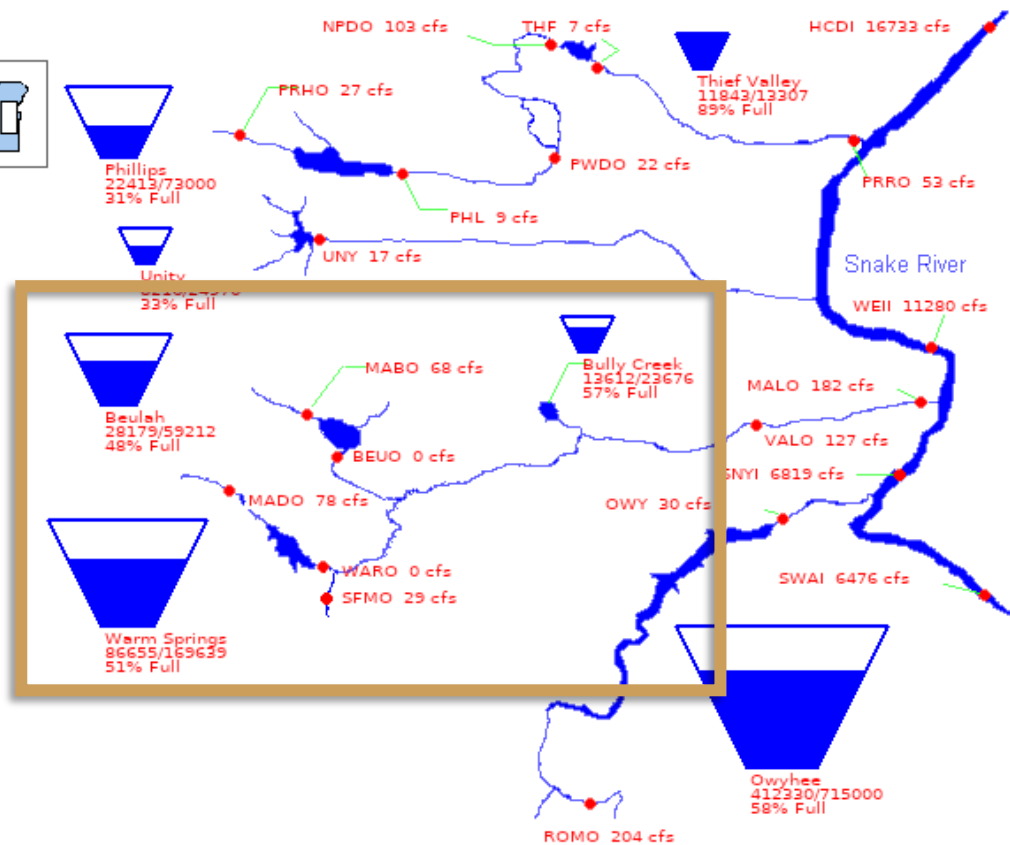 NPDO 103 cfs
THF 7 cfs
HCDI 16733 cfs
Thief Valley
11843/13307
89% Full
PRHO 27 cfs
Phillips
22413/73000
31% Full
PWDO 22 cfs
PRRO 53 cfs
PHL 9 cfs
UNY 17 cfs
Snake River
Unity
33% Full
WEII 11280 cfs
Bully Creek
13612/23676
57% Full
MABO 68 cfs
MALO 182 cfs
Beulah
28179/59212
48% Full
VALO 127 cfs
BEUO 0 cfs
SNYI 6819 cfs
MADO 78 cfs
OWY 30 cfs
WARO 0 cfs
SWAI 6476 cfs
SFMO 29 cfs
Warm Springs
86655/169639
51% Full
Owyhee
412330/715000
58% Full
ROMO 204 cfs